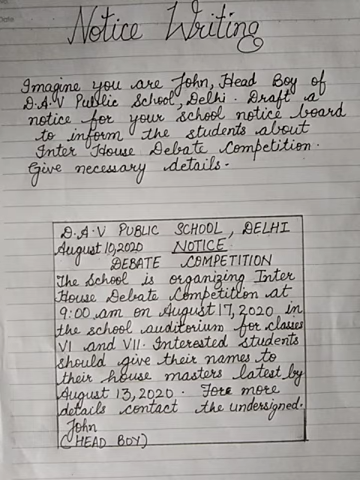 Notice Writing
Imagine you are John, Head Boy of
D.A.V Public School, Delhi. Draft a
notice for your school notice board
to inform the students about
Inter House Debate Competition.
Give necessary details.
D.A.V PUBLIC SCHOOL, DELHI
August 10,2020 NOTICE
DEBATE COMPETITION
The School is organizing Inter
House Debate Competition at
9:00 am on August 17, 2020 in
the school auditorium for classes
VI and VII. Interested students
should give their names to
their house masters latest by
August 13, 2020. For more
details contact the undersigned.
John
(HEAD BOY)